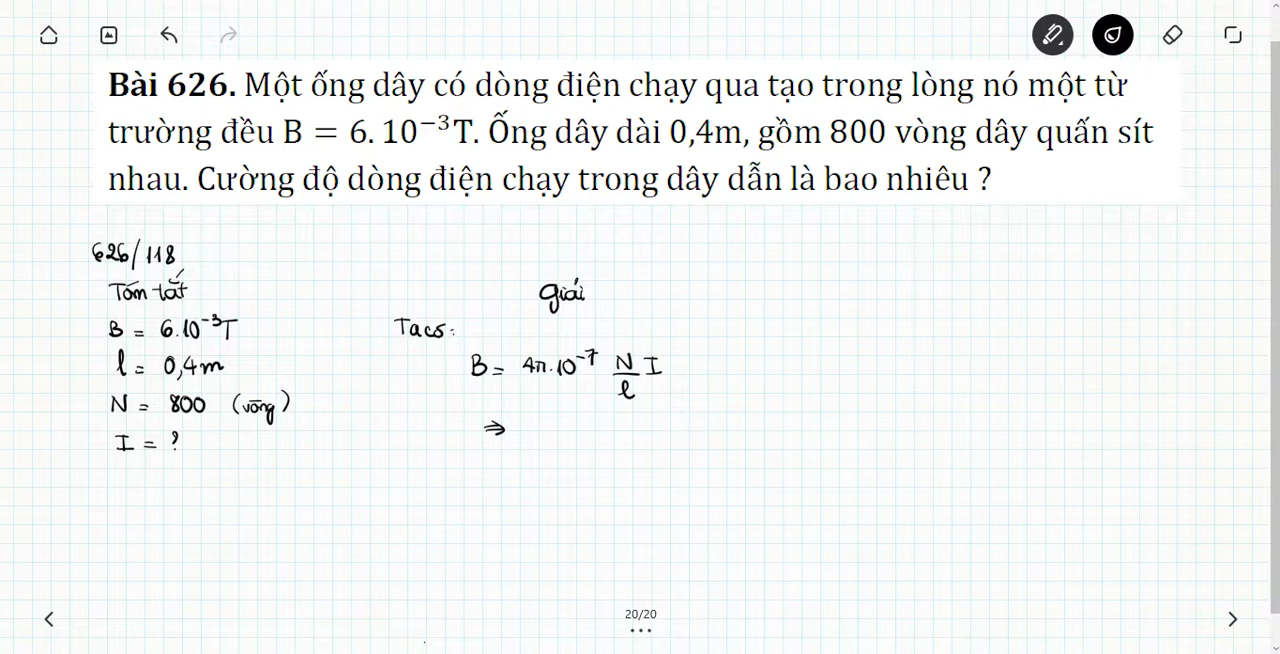 Bài 626. Một ống dây có dòng điện chạy qua tạo trong lòng nó một từ
trường đều B = 6. 10⁻³T. Ống dây dài 0,4m, gồm 800 vòng dây quấn sít
nhau. Cường độ dòng điện chạy trong dây dẫn là bao nhiêu ?
626/118
Tóm tắt
B = 6.10⁻³T
l = 0,4m
N = 800 (vòng)
I = ?
Giải
Ta có:
B = 4π.10⁻⁷ N/l I
⇒
20/20